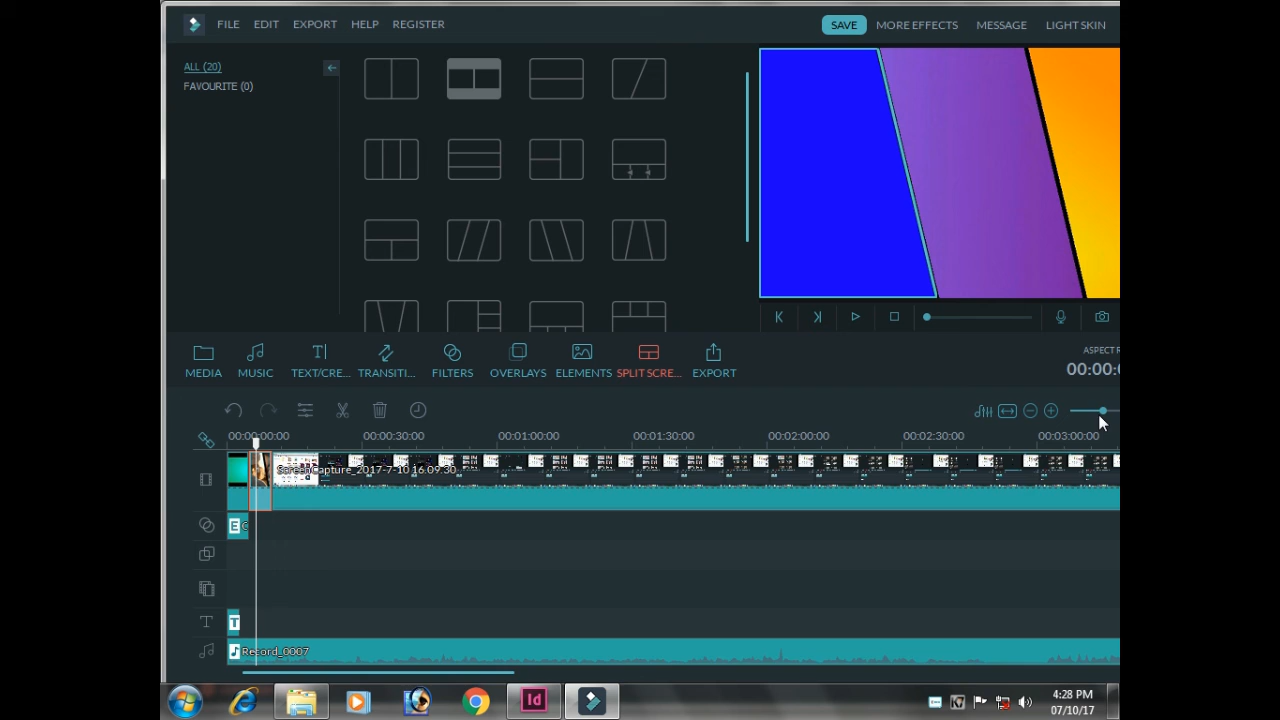 FILE EDIT EXPORT HELP REGISTER SAVE MORE EFFECTS MESSAGE LIGHT SKIN
ALL (20)
FAVOURITE (0)
MEDIA MUSIC TEXT/CRE... TRANSITI... FILTERS OVERLAYS ELEMENTS SPLIT SCRE... EXPORT
ASPECT R
00:00:
00:00:00:00 00:00:30:00 00:01:00:00 00:01:30:00 00:02:00:00 00:02:30:00 00:03:00:00
ScreenCapture_2017-7-10 16.09.30
E
T
T
Record_0007
Id
4:28 PM
07/10/17